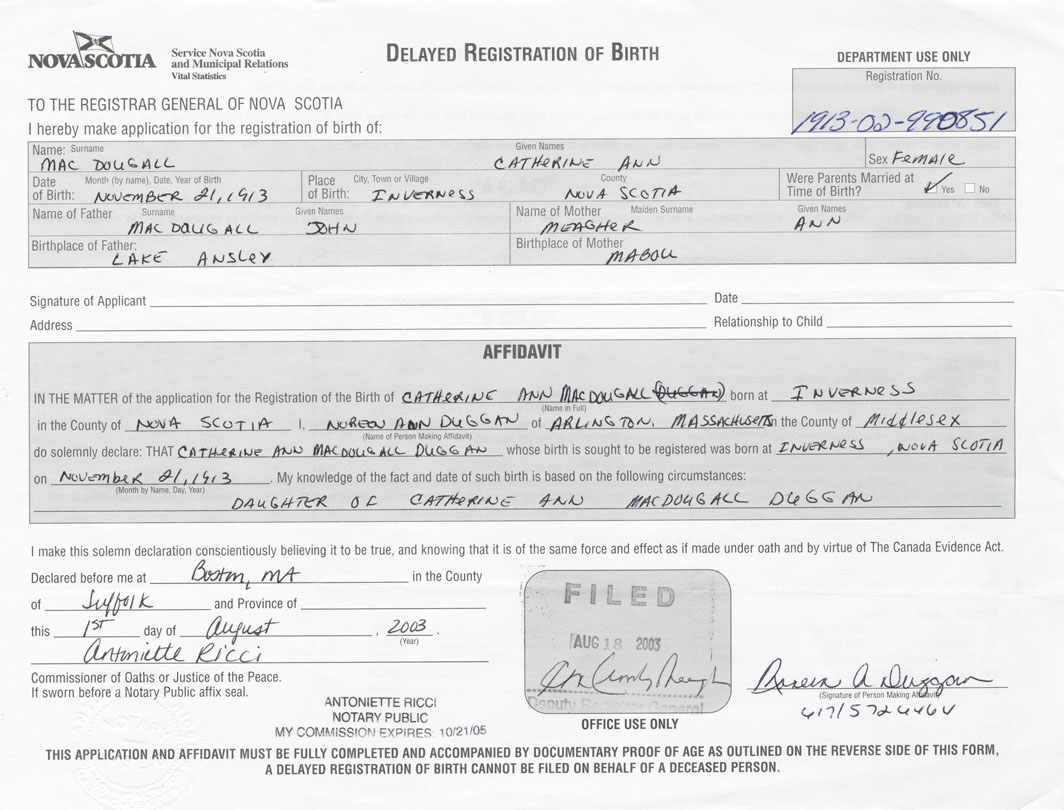 NOVA SCOTIA
Service Nova Scotia
and Municipal Relations
Vital Statistics
DELAYED REGISTRATION OF BIRTH
DEPARTMENT USE ONLY
Registration No.
1913-02-990851
TO THE REGISTRAR GENERAL OF NOVA SCOTIA
I hereby make application for the registration of birth of:
Name: Surname Given Names
MAC DOUGALL CATHERINE ANN Sex FEMALE
Date of Birth: Month (by name), Date, Year of Birth Place of Birth: City, Town or Village County Were Parents Married at Time of Birth?
NOVEMBER 21, 1913 INVERNESS NOVA SCOTIA ✓ Yes No
Name of Father Surname Given Names Name of Mother Maiden Surname Given Names
MAC DOUGALL JOHN MEAGHER ANN
Birthplace of Father: Birthplace of Mother
LAKE ANSLEY MABOU
Signature of Applicant Date
Address Relationship to Child
AFFIDAVIT
IN THE MATTER of the application for the Registration of the Birth of CATHERINE ANN MACDOUGALL (DUGGAN) born at INVERNESS
(Name in Full)
in the County of NOVA SCOTIA I, NOREEN ANN DUGGAN of ARLINGTON, MASSACHUSETTS in the County of Middlesex
(Name of Person Making Affidavit)
do solemnly declare: THAT CATHERINE ANN MACDOUGALL DUGGAN whose birth is sought to be registered was born at INVERNESS, NOVA SCOTIA
on NOVEMBER 21, 1913. My knowledge of the fact and date of such birth is based on the following circumstances:
(Month by Name, Day, Year)
DAUGHTER OF CATHERINE ANN MACDOUGALL DUGGAN
I make this solemn declaration conscientiously believing it to be true, and knowing that it is of the same force and effect as if made under oath and by virtue of The Canada Evidence Act.
Declared before me at Boston, MA in the County
of Suffolk and Province of
this 1ST day of August, 2003.
(Year)
Antoniette Ricci
Commissioner of Oaths or Justice of the Peace.
If sworn before a Notary Public affix seal.
ANTONIETTE RICCI
NOTARY PUBLIC
MY COMMISSION EXPIRES: 10/21/05
FILED
AUG 18 2003
Deputy Registrar General
OFFICE USE ONLY
Noreen A Duggan
(Signature of Person Making Affidavit)
617/5726464
THIS APPLICATION AND AFFIDAVIT MUST BE FULLY COMPLETED AND ACCOMPANIED BY DOCUMENTARY PROOF OF AGE AS OUTLINED ON THE REVERSE SIDE OF THIS FORM,
A DELAYED REGISTRATION OF BIRTH CANNOT BE FILED ON BEHALF OF A DECEASED PERSON.